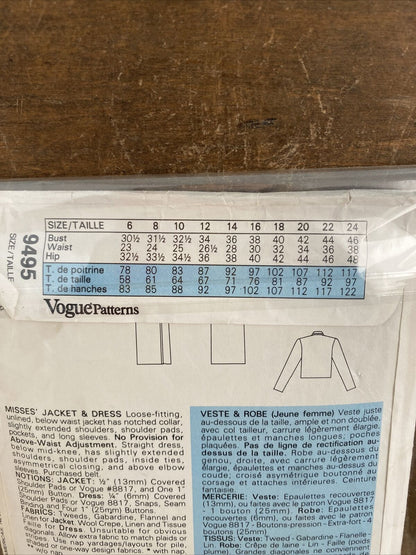 9495
SIZE/TAILLE
SIZE/TAILLE 6 8 10 12 14 16 18 20 22 24
Bust 30½ 31½ 32½ 34 36 38 40 42 44 46
Waist 23 24 25 26½ 28 30 32 34 36 38
Hip 32½ 33½ 34½ 36 38 40 42 44 46 48
T. de poitrine 78 80 83 87 92 97 102 107 112 117
T. de taille 58 61 64 67 71 76 81 87 92 97
T. de hanches 83 85 88 92 97 102 107 112 117 122
Vogue Patterns
MISSES' JACKET & DRESS Loose-fitting,
unlined, below waist jacket has notched collar,
slightly extended shoulders, shoulder pads,
pockets, and long sleeves. No Provision for
Above-Waist Adjustment. Straight dress,
below mid-knee, has slightly extended
shoulders, shoulder pads, inside ties,
asymmetrical closing, and above elbow
sleeves. Purchased belt.
NOTIONS: JACKET: ½" (13mm) Covered
Shoulder Pads or Vogue #8817, and One 1"
(25mm) Button. Dress: ¼" (6mm) Covered
Shoulder Pads or Vogue 8817, Snaps, Seam
Binding and Four 1" (25mm) Buttons.
FABRICS: Tweeds, Gabardine, Flannel and
Linen for Jacket. Wool Crepe, Linen and Tissue
Faille for Dress. Unsuitable for obvious
diagonals. Allow extra fabric to match plaids or
stripes. Use nap yardages/layouts for pile,
shaded or one-way design fabrics. * with nap.
VESTE & ROBE (Jeune femme) Veste juste
au-dessous de la taille, ample et non doublée,
avec col tailleur, carrure légèrement élargie,
épaulettes et manches longues; poches
plaquées. Pas de ligne de rectification au-
dessus de la taille. Robe au-dessous du
genou, droite, carrure légèrement élargie,
épaulettes et manches au-dessus du
coude; croisé asymétrique boutonné au
corsage et attaches intérieures. Ceinture
fantaisie.
MERCERIE: Veste: Epaulettes recouvertes
(13mm) ou faites avec le patron Vogue 8817
- 1 bouton (25mm). Robe: Epaulettes
recouvertes (6mm) ou faites avec le patron
Vogue 8817 - Boutons-pression - Extra-fort -
4 boutons (25mm).
TISSUS: Veste: Tweed - Gabardine - Flanelle -
Lin. Robe: Crêpe de laine - Lin - Faille (poids